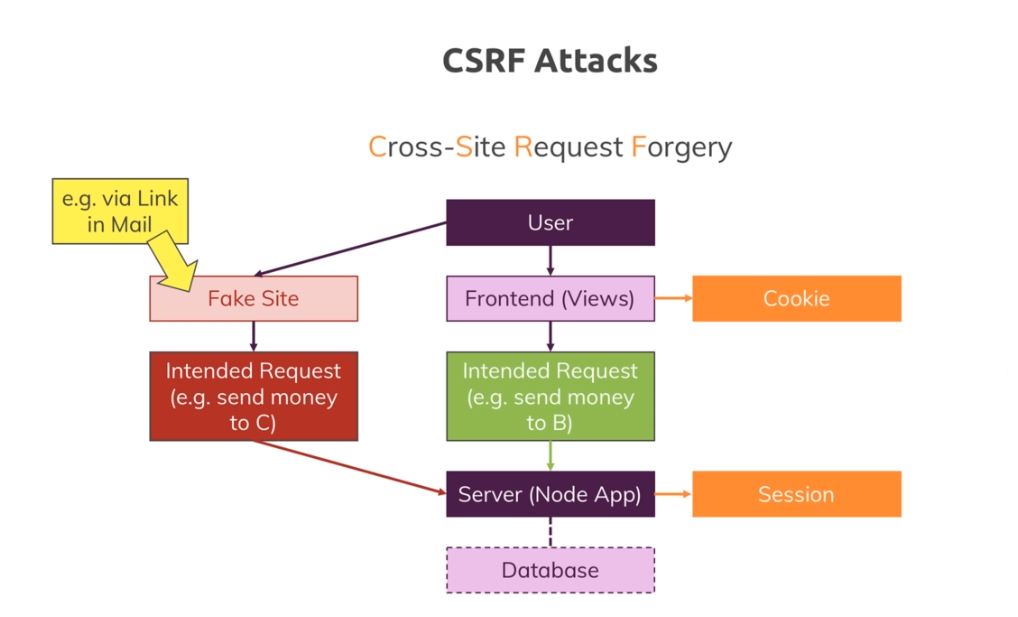 CSRF Attacks
Cross-Site Request Forgery
e.g. via Link
in Mail
User
Fake Site
Frontend (Views)
Cookie
Intended Request
(e.g. send money
to C)
Intended Request
(e.g. send money
to B)
Server (Node App)
Session
Database